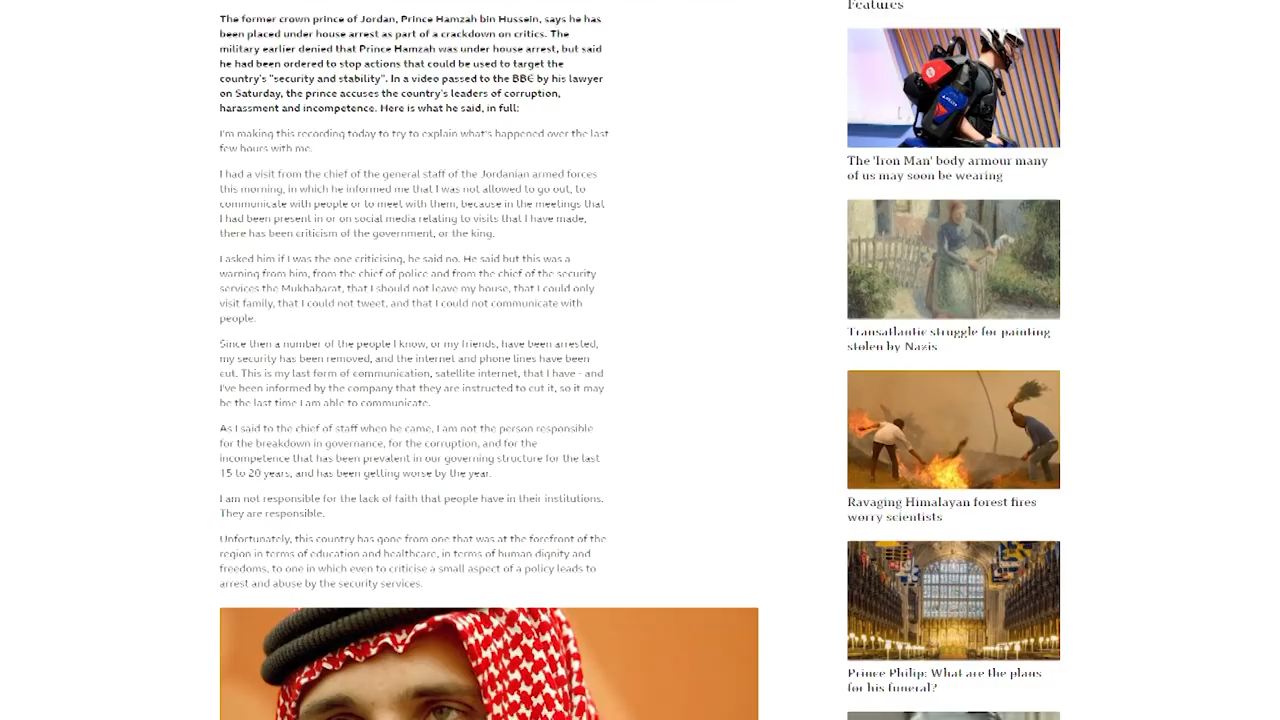 The former crown prince of Jordan, Prince Hamzah bin Hussein, says he has
been placed under house arrest as part of a crackdown on critics. The
military earlier denied that Prince Hamzah was under house arrest, but said
he had been ordered to stop actions that could be used to target the
country's "security and stability". In a video passed to the BBC by his lawyer
on Saturday, the prince accuses the country's leaders of corruption,
harassment and incompetence. Here is what he said, in full:
I'm making this recording today to try to explain what's happened over the last
few hours with me.
I had a visit from the chief of the general staff of the Jordanian armed forces
this morning, in which he informed me that I was not allowed to go out, to
communicate with people or to meet with them, because in the meetings that
I had been present in or on social media relating to visits that I have made,
there has been criticism of the government, or the king.
I asked him if I was the one criticising, he said no. He said but this was a
warning from him, from the chief of police and from the chief of the security
services the Mukhabarat, that I should not leave my house, that I could only
visit family, that I could not tweet, and that I could not communicate with
people.
Since then a number of the people I know, or my friends, have been arrested,
my security has been removed, and the internet and phone lines have been
cut. This is my last form of communication, satellite internet, that I have - and
I've been informed by the company that they are instructed to cut it, so it may
be the last time I am able to communicate.
As I said to the chief of staff when he came, I am not the person responsible
for the breakdown in governance, for the corruption, and for the
incompetence that has been prevalent in our governing structure for the last
15 to 20 years, and has been getting worse by the year.
I am not responsible for the lack of faith that people have in their institutions.
They are responsible.
Unfortunately, this country has gone from one that was at the forefront of the
region in terms of education and healthcare, in terms of human dignity and
freedoms, to one in which even to criticise a small aspect of a policy leads to
arrest and abuse by the security services.
Features
The 'Iron Man' body armour many
of us may soon be wearing
Transatlantic struggle for painting
stolen by Nazis
Ravaging Himalayan forest fires
worry scientists
Prince Philip: What are the plans
for his funeral?